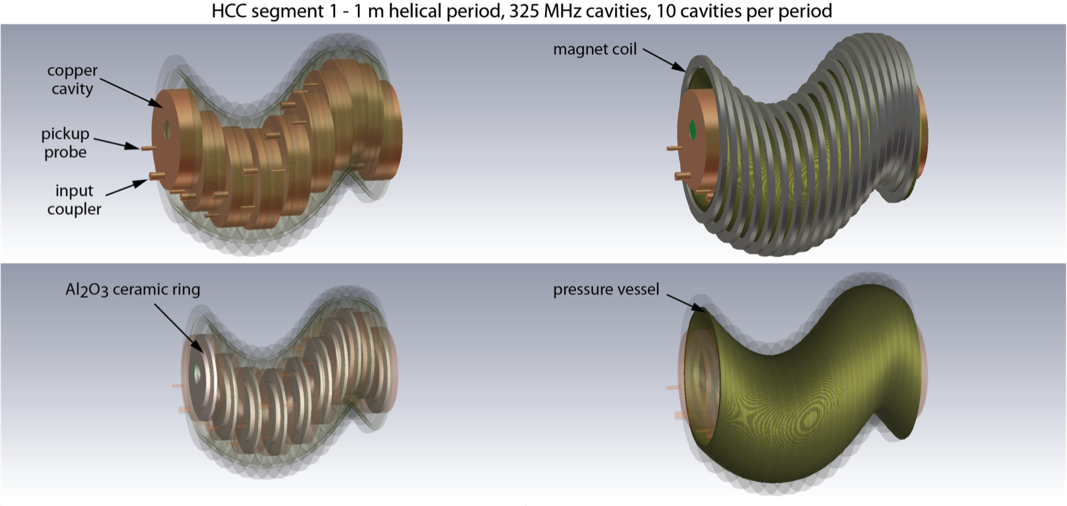 HCC segment 1 - 1 m helical period, 325 MHz cavities, 10 cavities per period
copper
cavity
pickup
probe
input
coupler
magnet coil
Al2O3 ceramic ring
pressure vessel